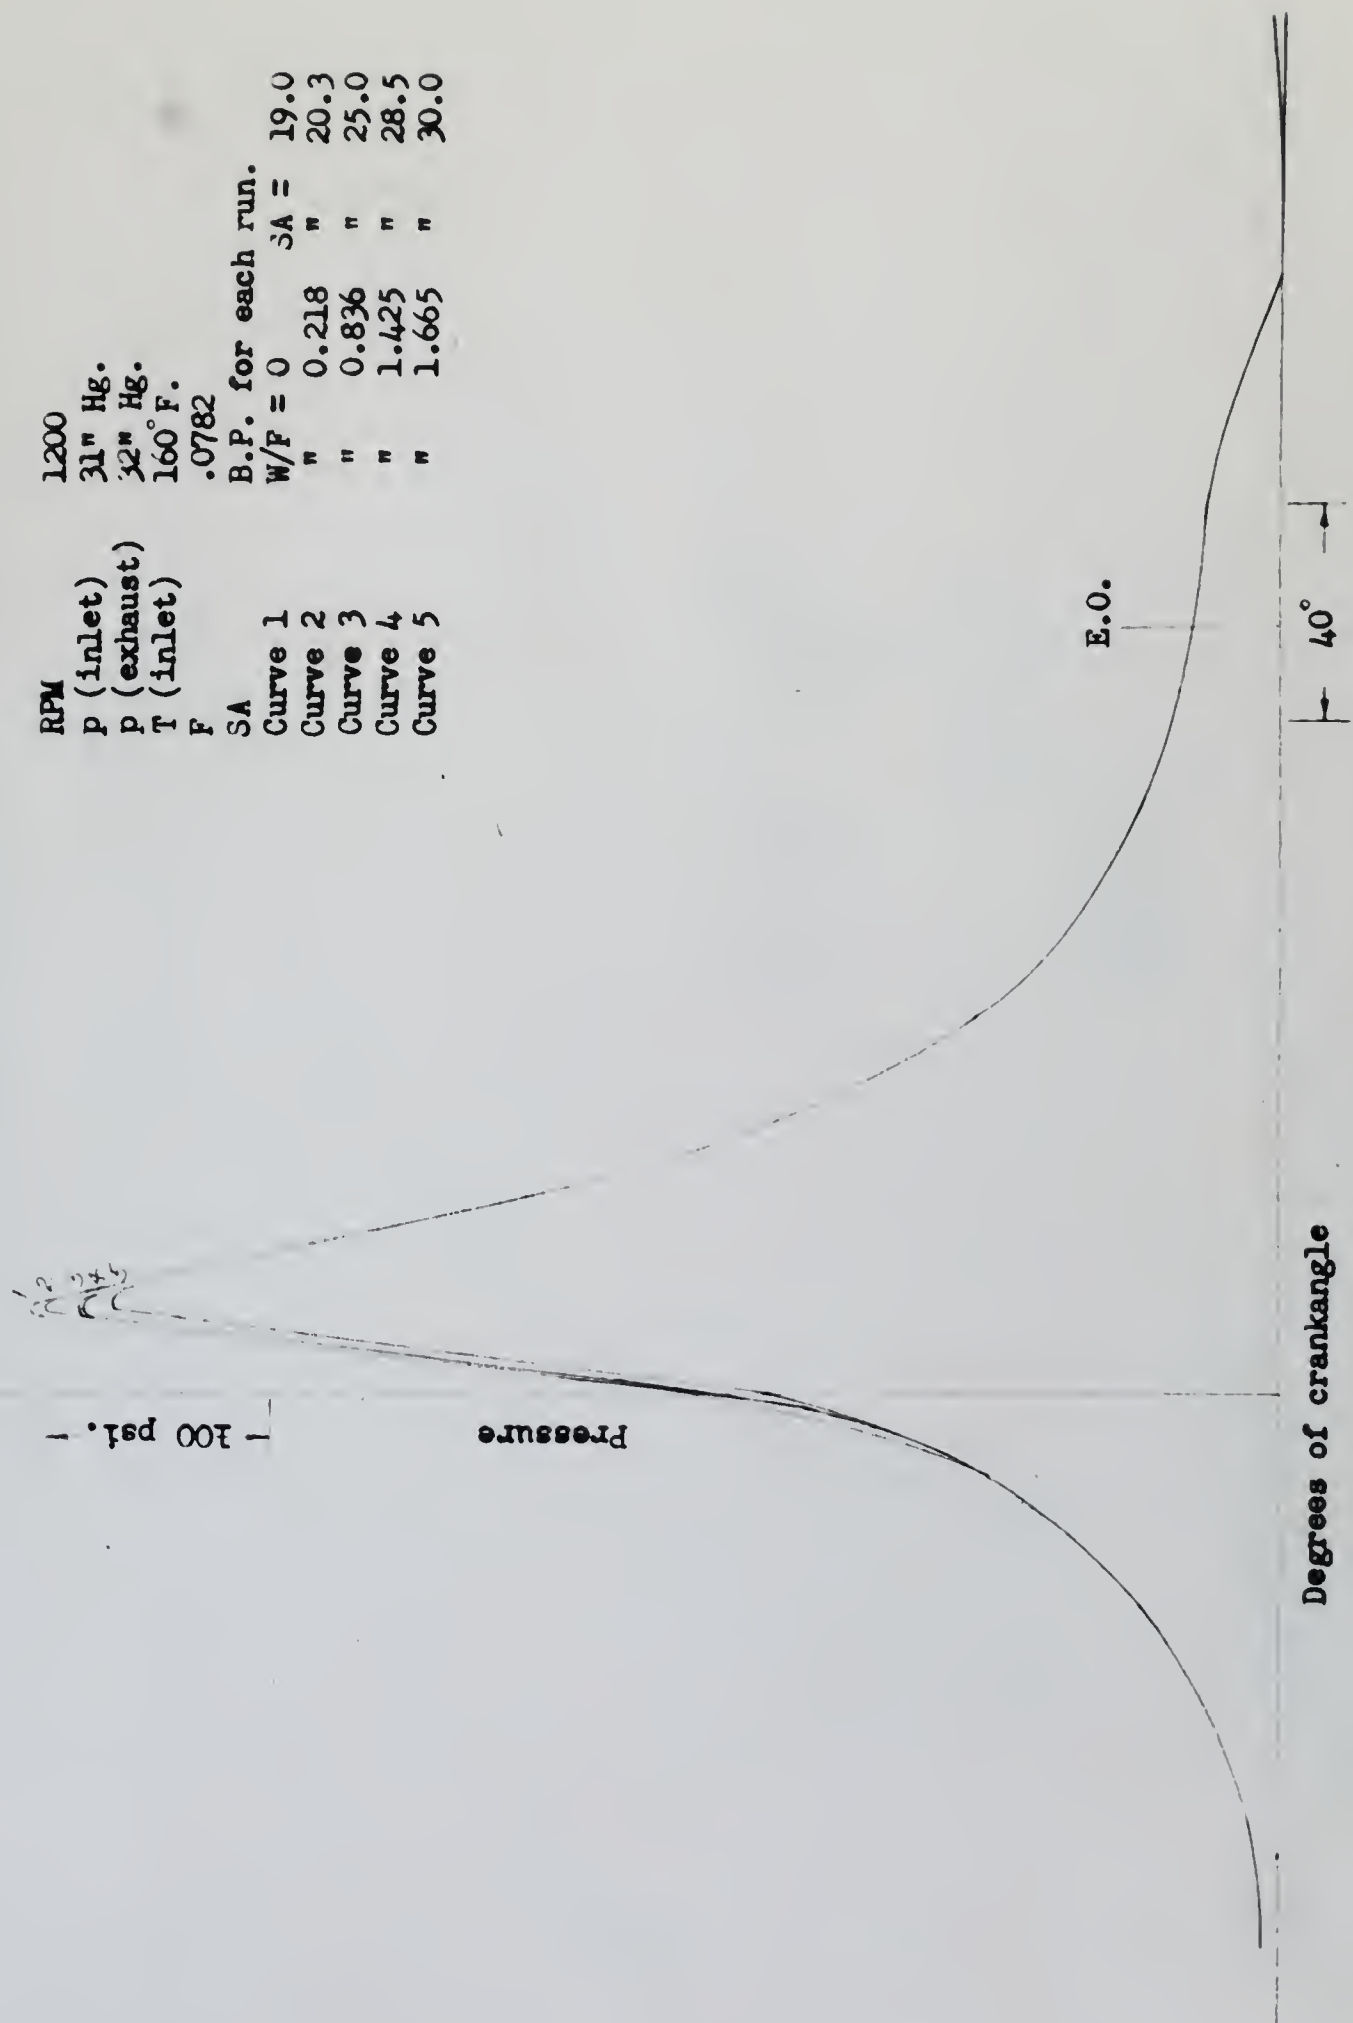 RPM 1200
p (inlet) 31" Hg.
p (exhaust) 32" Hg.
T (inlet) 160° F.
F .0782
SA B.P. for each run.
Curve 1 W/F = 0 SA = 19.0
Curve 2 " 0.218 " 20.3
Curve 3 " 0.836 " 25.0
Curve 4 " 1.425 " 28.5
Curve 5 " 1.665 " 30.0
2
3
4
5
- 100 psi. -
Pressure
E.O.
40°
Degrees of crankangle